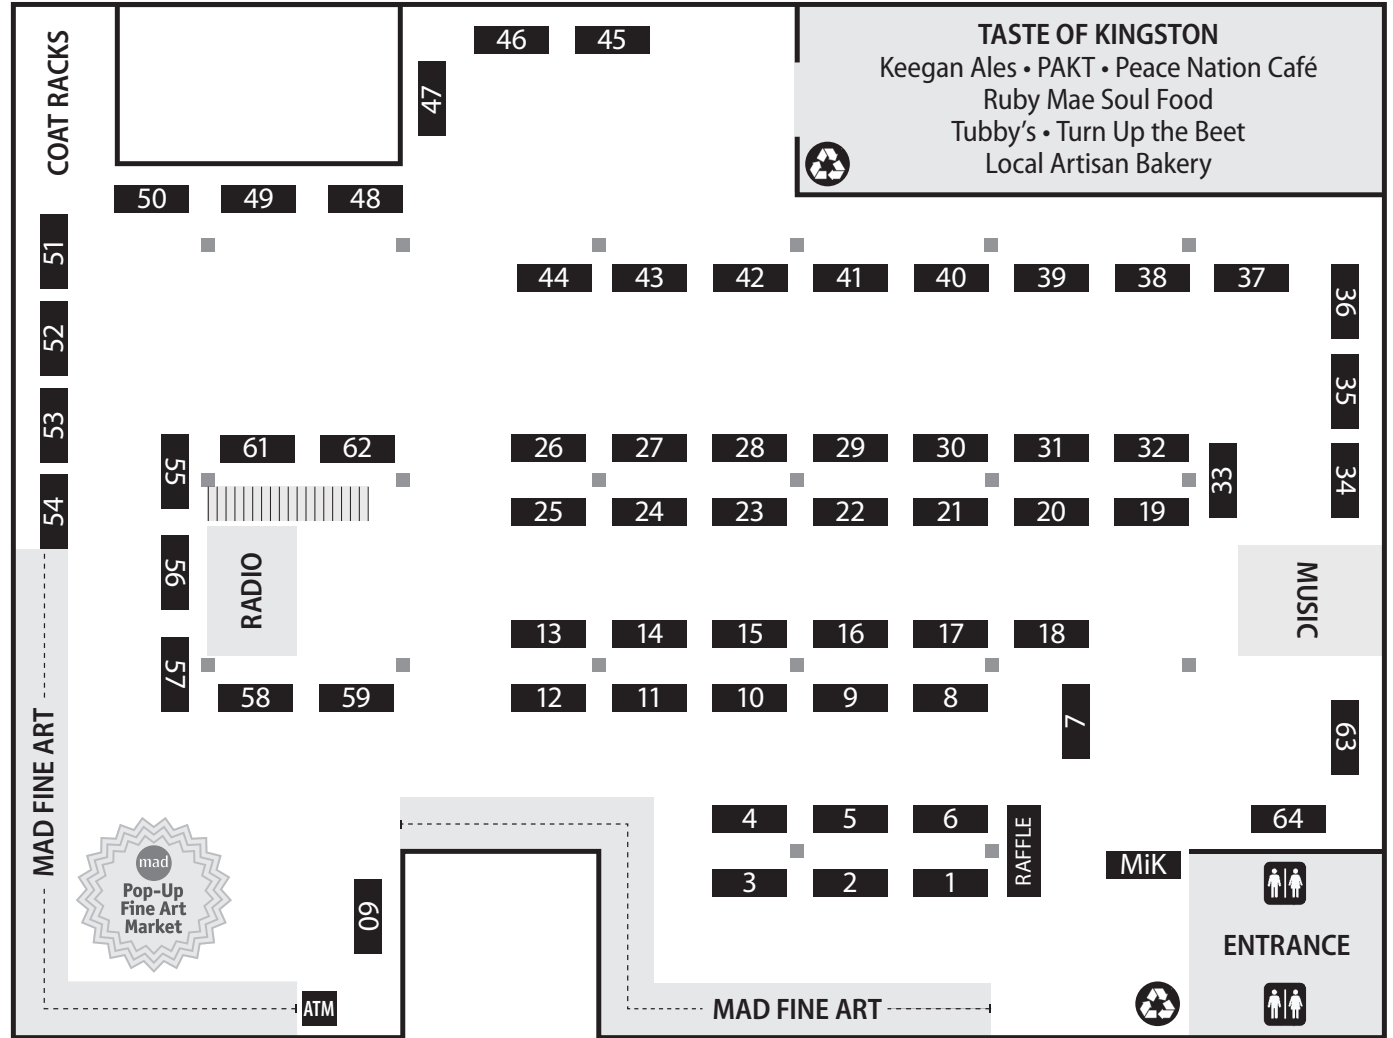 COAT RACKS
46 45
47
TASTE OF KINGSTON
Keegan Ales • PAKT • Peace Nation Café
Ruby Mae Soul Food
Tubby’s • Turn Up the Beet
Local Artisan Bakery
50 49 48
51
52
53
54
44 43 42 41 40 39 38 37
36
35
34
61 62
55
56
57
RADIO
26 27 28 29 30 31 32
33
25 24 23 22 21 20 19
MUSIC
13 14 15 16 17 18
58 59
12 11 10 9 8
7
63
MAD FINE ART
mad
Pop-Up
Fine Art
Market
60
ATM
4 5 6
RAFFLE
3 2 1
MiK
64
ENTRANCE
MAD FINE ART